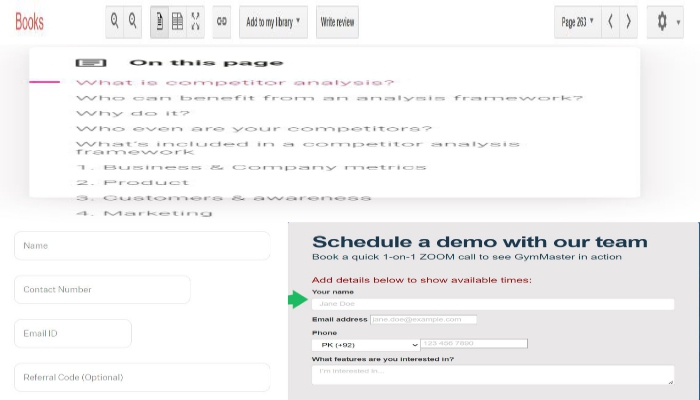 Books
Add to my library
Write review
Page 263
On this page
What is competitor analysis?
Who can benefit from an analysis framework?
Why do it?
Who even are your competitors?
What's included in a competitor analysis
framework
1. Business & Company metrics
2. Product
3. Customers & awareness
4. Marketing
Name
Contact Number
Email ID
Referral Code (Optional)
Schedule a demo with our team
Book a quick 1-on-1 ZOOM call to see GymMaster in action
Add details below to show available times:
Your name
Jane Doe
Email address jane.doe@example.com
Phone
PK (+92) 123 456 7890
What features are you interested in?
I'm interested in...